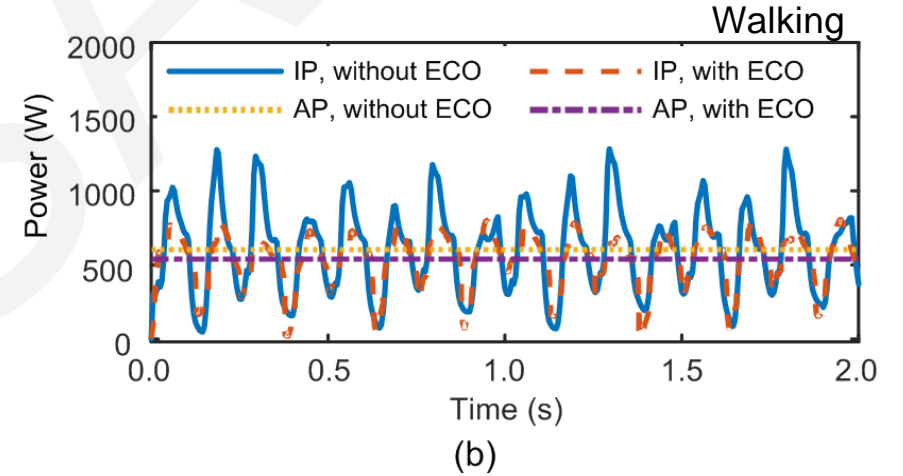 Walking
2000
IP, without ECO
IP, with ECO
AP, without ECO
AP, with ECO
1500
1000
500
0
Power (W)
0.0 0.5 1.0 1.5 2.0
Time (s)
(b)